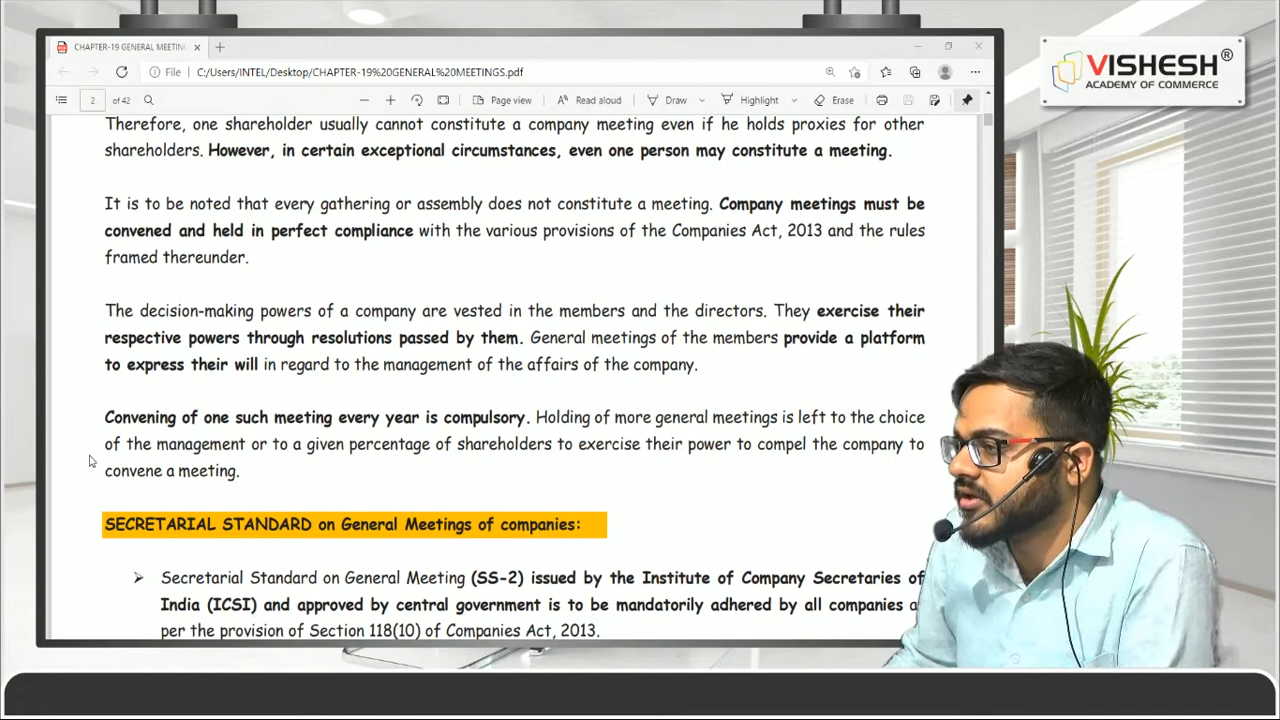 CHAPTER-19 GENERAL MEETIN
File
C:/Users/INTEL/Desktop/CHAPTER-19%20GENERAL%20MEETINGS.pdf
2 of 42
Page view
Read aloud
Draw
Highlight
Erase
VISHESH®
ACADEMY OF COMMERCE
Therefore, one shareholder usually cannot constitute a company meeting even if he holds proxies for other
shareholders. However, in certain exceptional circumstances, even one person may constitute a meeting.
It is to be noted that every gathering or assembly does not constitute a meeting. Company meetings must be
convened and held in perfect compliance with the various provisions of the Companies Act, 2013 and the rules
framed thereunder.
The decision-making powers of a company are vested in the members and the directors. They exercise their
respective powers through resolutions passed by them. General meetings of the members provide a platform
to express their will in regard to the management of the affairs of the company.
Convening of one such meeting every year is compulsory. Holding of more general meetings is left to the choice
of the management or to a given percentage of shareholders to exercise their power to compel the company to
convene a meeting.
SECRETARIAL STANDARD on General Meetings of companies:
➢ Secretarial Standard on General Meeting (SS-2) issued by the Institute of Company Secretaries of
India (ICSI) and approved by central government is to be mandatorily adhered by all companies
per the provision of Section 118(10) of Companies Act, 2013.